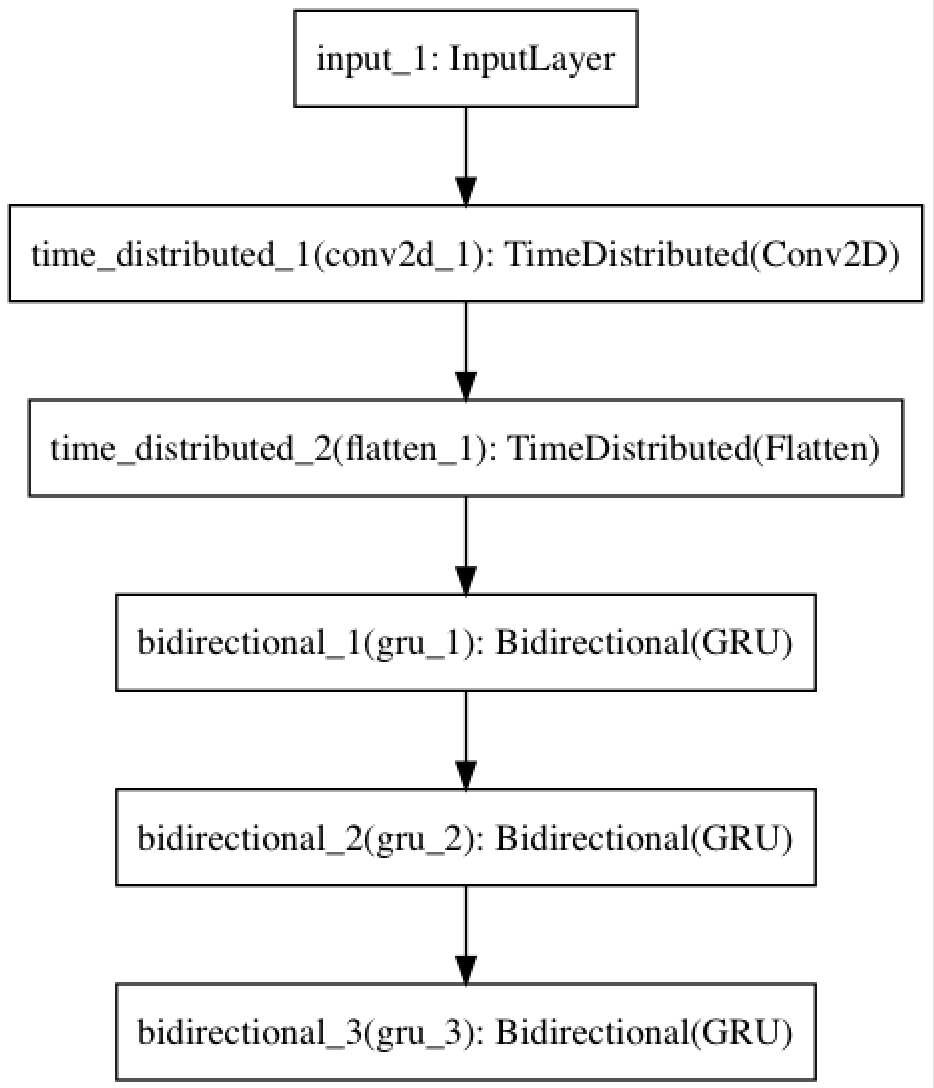 input_1: InputLayer
time_distributed_1(conv2d_1): TimeDistributed(Conv2D)
time_distributed_2(flatten_1): TimeDistributed(Flatten)
bidirectional_1(gru_1): Bidirectional(GRU)
bidirectional_2(gru_2): Bidirectional(GRU)
bidirectional_3(gru_3): Bidirectional(GRU)